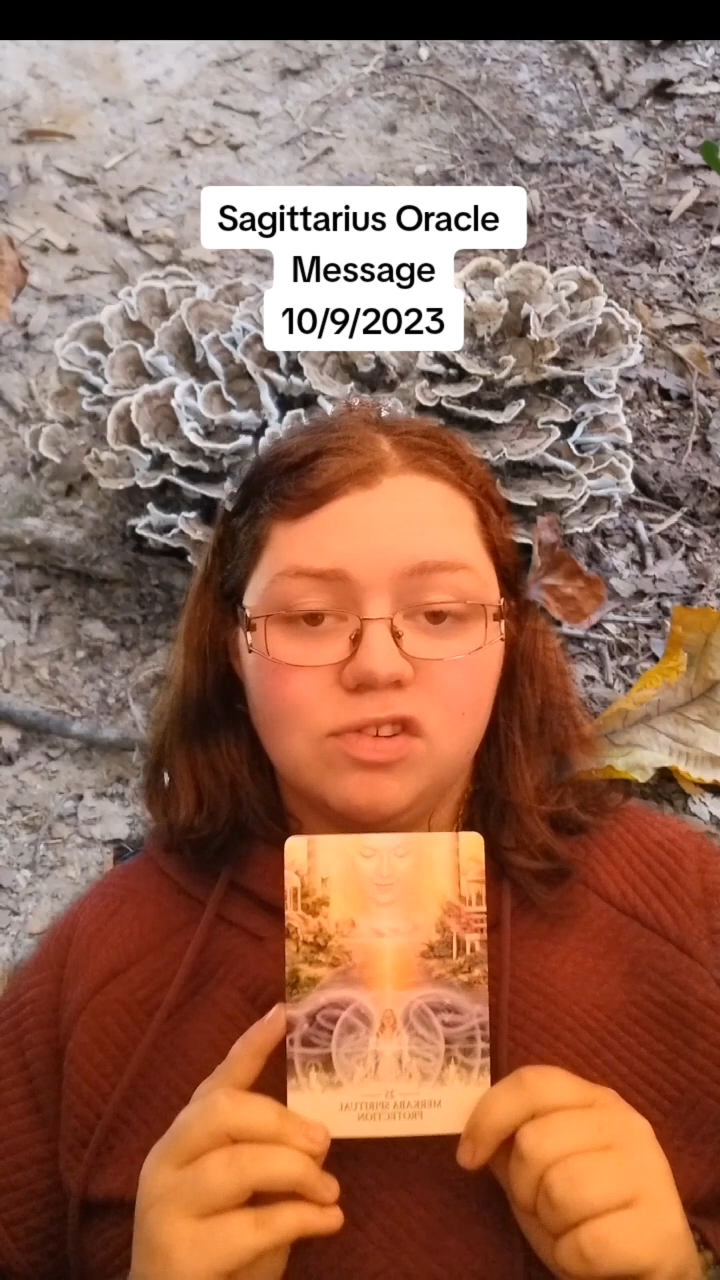 Sagittarius Oracle
Message
10/9/2023
MERKABA SPIRITUAL
PROTECTION